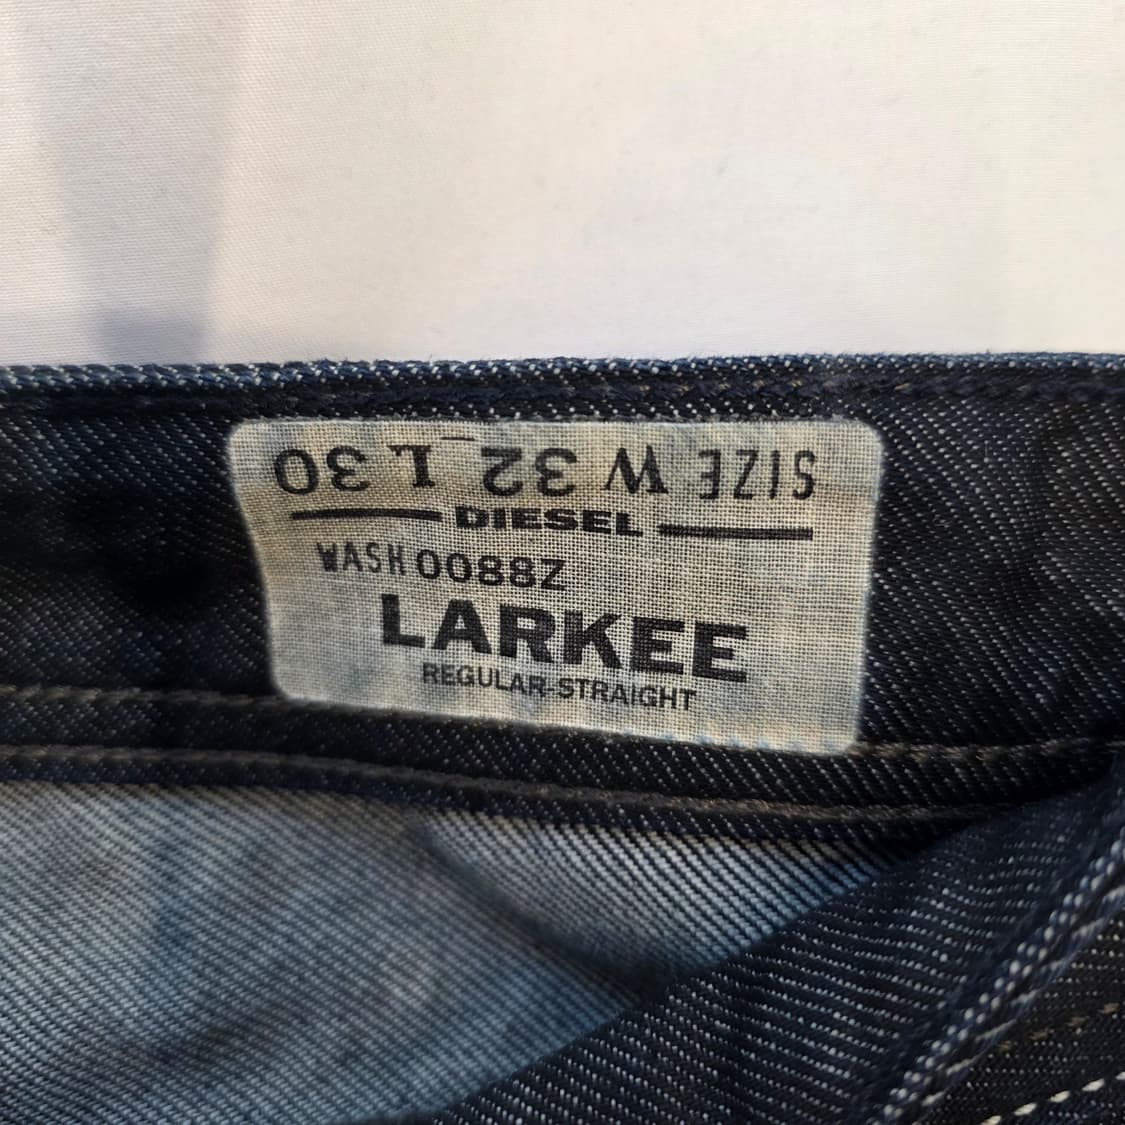 SIZE W 32 L 30
DIESEL
WASH 0088Z
LARKEE
REGULAR-STRAIGHT